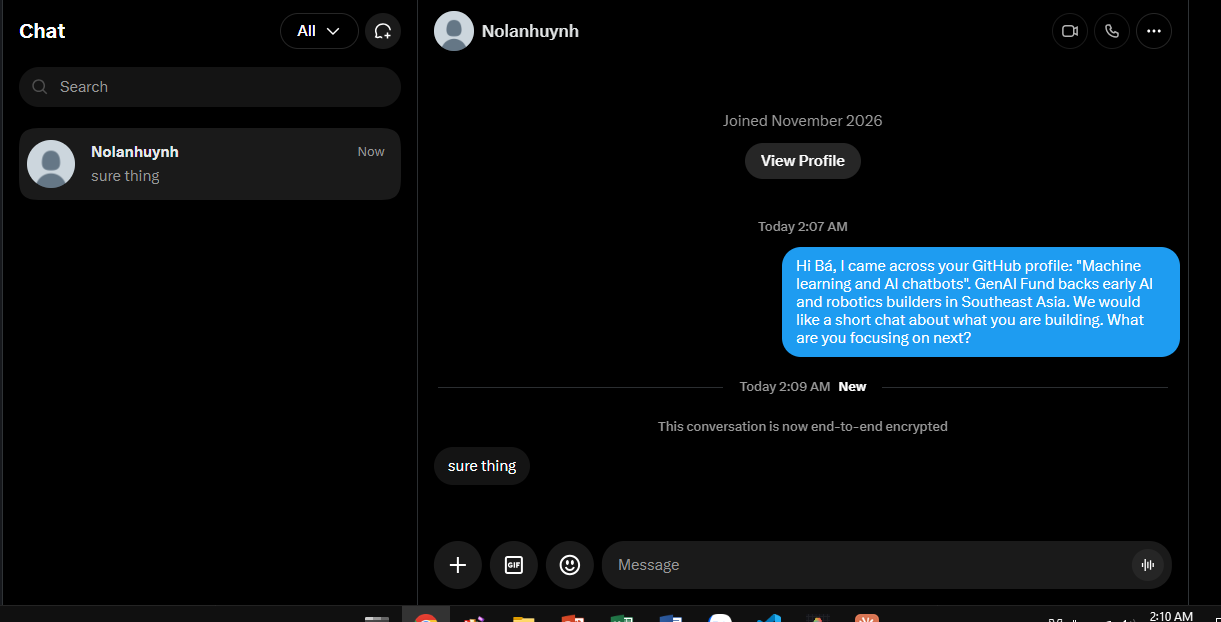 Chat
All
Search
Nolanhuynh
Now
sure thing
Nolanhuynh
Joined November 2026
View Profile
Today 2:07 AM
Hi Bá, I came across your GitHub profile: "Machine
learning and AI chatbots". GenAI Fund backs early AI
and robotics builders in Southeast Asia. We would
like a short chat about what you are building. What
are you focusing on next?
Today 2:09 AM New
This conversation is now end-to-end encrypted
sure thing
GIF
Message
2:10 AM